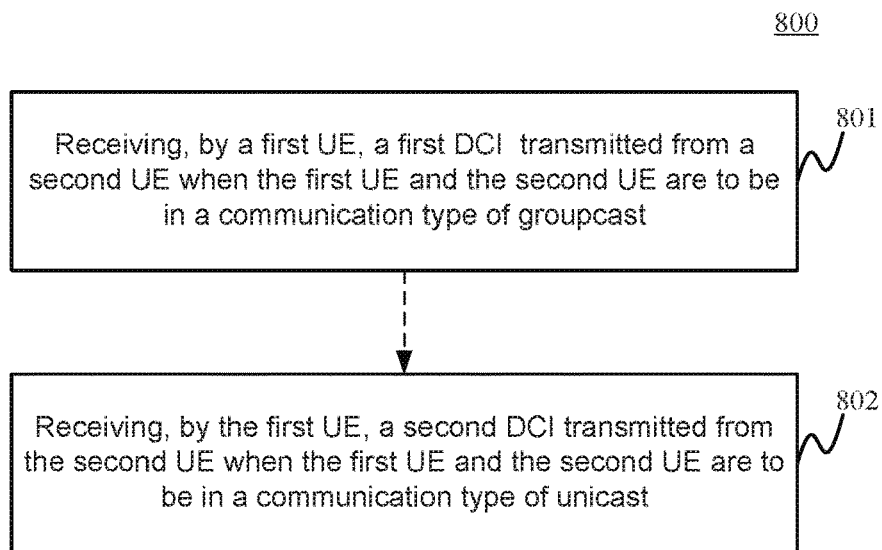 800
Receiving, by a first UE, a first DCI transmitted from a
second UE when the first UE and the second UE are to be
in a communication type of groupcast
801
Receiving, by the first UE, a second DCI transmitted from
the second UE when the first UE and the second UE are to
be in a communication type of unicast
802